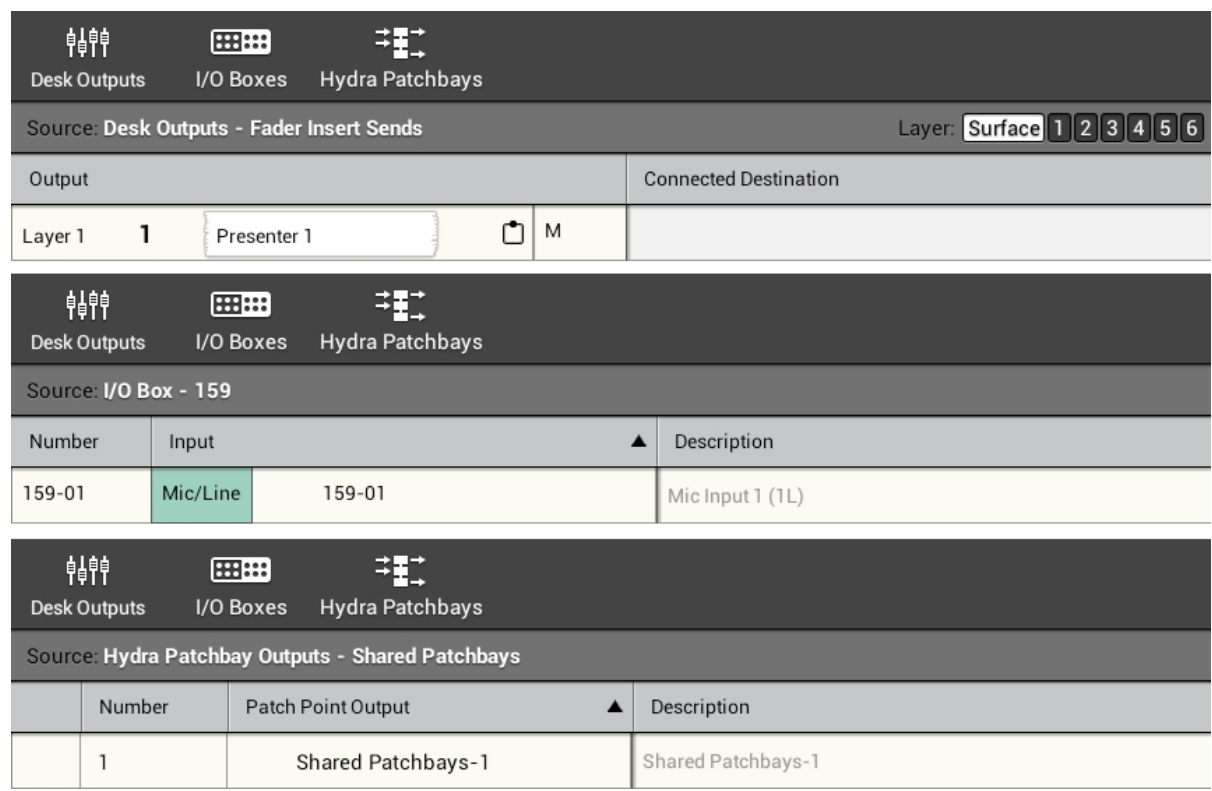 Desk Outputs I/O Boxes Hydra Patchbays
Source: Desk Outputs - Fader Insert Sends Layer: Surface 1 2 3 4 5 6
Output Connected Destination
Layer 1 1 Presenter 1 M
Desk Outputs I/O Boxes Hydra Patchbays
Source: I/O Box - 159
Number Input Description
159-01 Mic/Line 159-01 Mic Input 1 (1L)
Desk Outputs I/O Boxes Hydra Patchbays
Source: Hydra Patchbay Outputs - Shared Patchbays
Number Patch Point Output Description
1 Shared Patchbays-1 Shared Patchbays-1